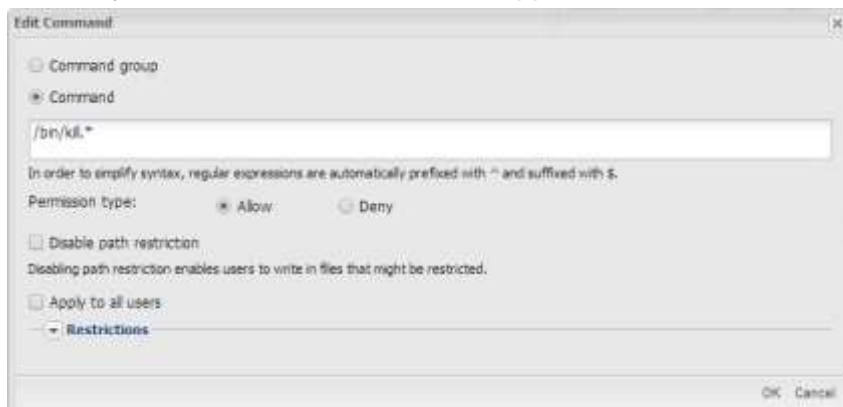 Edit Command
Command group
Command
/bin/kill.*
In order to simplify syntax, regular expressions are automatically prefixed with ^ and suffixed with $.
Permission type: Allow Deny
Disable path restriction
Disabling path restriction enables users to write in files that might be restricted.
Apply to all users
Restrictions
OK Cancel